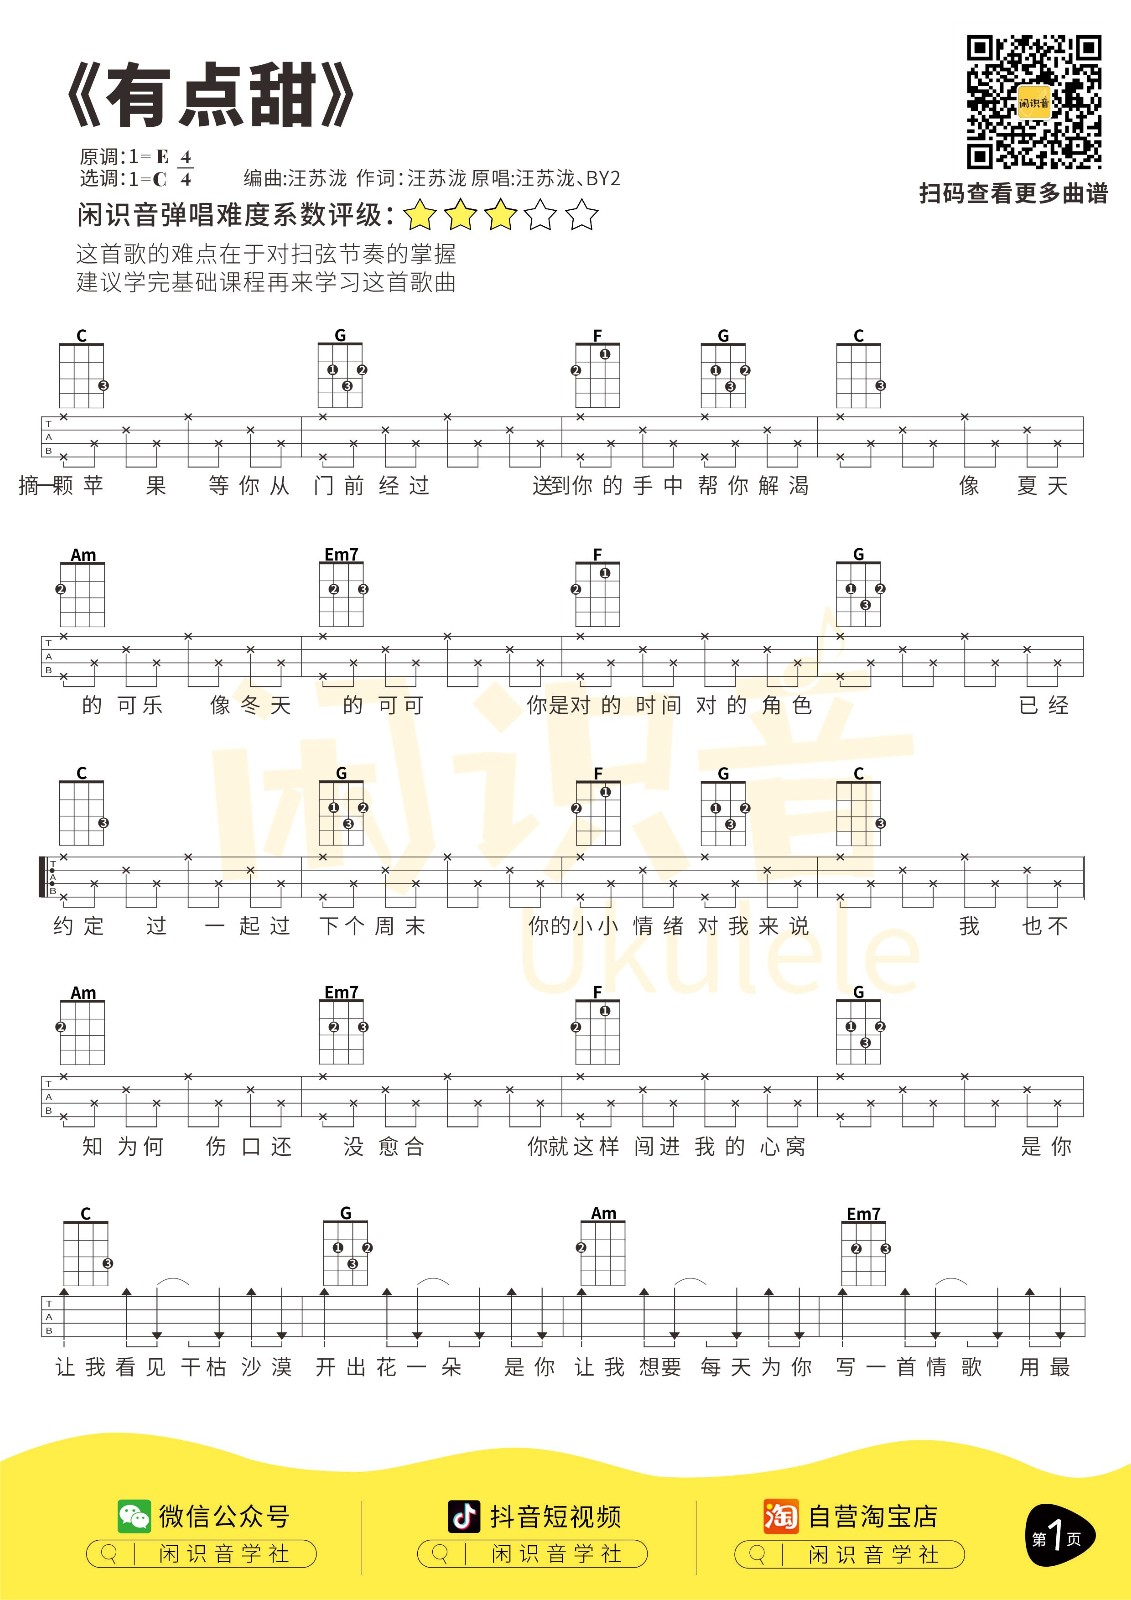 《有点甜》
闲识音
原调:1=E 4/4
选调:1=C 编曲:汪苏泷 作词:汪苏泷 原唱:汪苏泷、BY2
扫码查看更多曲谱
闲识音弹唱难度系数评级:
这首歌的难点在于对扫弦节奏的掌握
建议学完基础课程再来学习这首歌曲
C G F G C
T
A
B
摘一颗苹 果 等你从 门前经过 送到你的手中帮你解渴 像 夏天
Am Em7 F G
T
A
B
的可乐 像冬天 的可可 你是对的时间对的角色 已经
C G F G C
T
A
B
约定 过 一起过 下个周末 你的小小情绪对我来说 我 也不
闲识音
Ukulele
Am Em7 F G
T
A
B
知为何 伤口还 没愈合 你就这样闯进我的心窝 是你
C G Am Em7
T
A
B
让我看见干枯沙漠 开出花一朵 是你 让我想要每天为你 写一首情歌 用最
微信公众号 抖音短视频 淘 自营淘宝店
闲识音学社 闲识音学社 闲识音学社
第1页